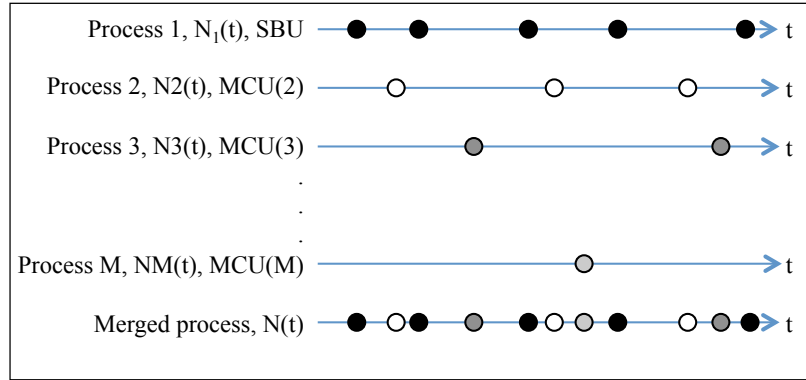 Process 1, N₁(t), SBU t
Process 2, N2(t), MCU(2) t
Process 3, N3(t), MCU(3) t
.
.
.
Process M, NM(t), MCU(M) t
Merged process, N(t) t